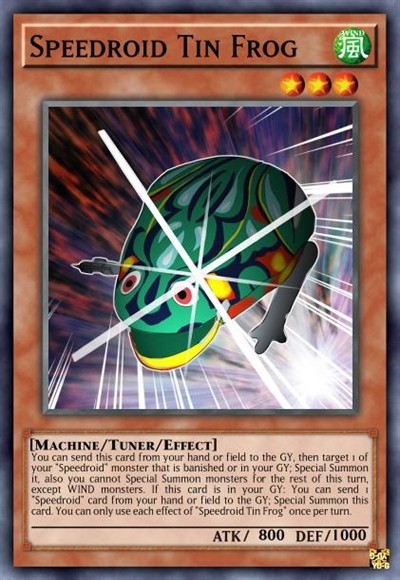 SPEEDROID TIN FROG
WIND
風
[MACHINE/TUNER/EFFECT]
You can send this card from your hand or field to the GY, then target 1 of
your "Speedroid" monster that is banished or in your GY; Special Summon
it, also you cannot Special Summon monsters for the rest of this turn,
except WIND monsters. If this card is in your GY: You can send 1
"Speedroid" card from your hand or field to the GY; Special Summon this
card. You can only use each effect of "Speedroid Tin Frog" once per turn.
ATK/ 800 DEF/1000